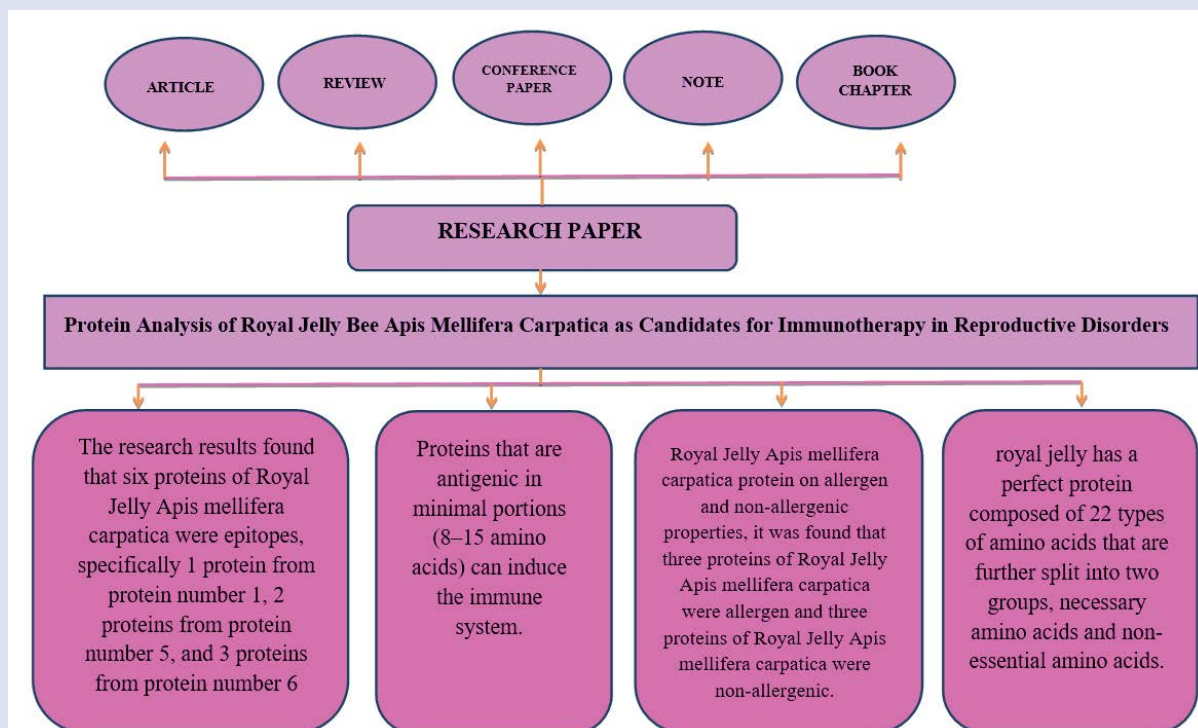 ARTICLE
REVIEW
CONFERENCE
PAPER
NOTE
BOOK
CHAPTER
RESEARCH PAPER
Protein Analysis of Royal Jelly Bee Apis Mellifera Carpatica as Candidates for Immunotherapy in Reproductive Disorders
The research results found
that six proteins of Royal
Jelly Apis mellifera
carpatica were epitopes,
specifically 1 protein from
protein number 1, 2
proteins from protein
number 5, and 3 proteins
from protein number 6
Proteins that are
antigenic in
minimal portions
(8–15 amino
acids) can induce
the immune
system.
Royal Jelly Apis mellifera
carpatica protein on allergen
and non-allergenic
properties, it was found that
three proteins of Royal Jelly
Apis mellifera carpatica
were allergen and three
proteins of Royal Jelly Apis
mellifera carpatica were
non-allergenic.
royal jelly has a
perfect protein
composed of 22 types
of amino acids that are
further split into two
groups, necessary
amino acids and non-
essential amino acids.